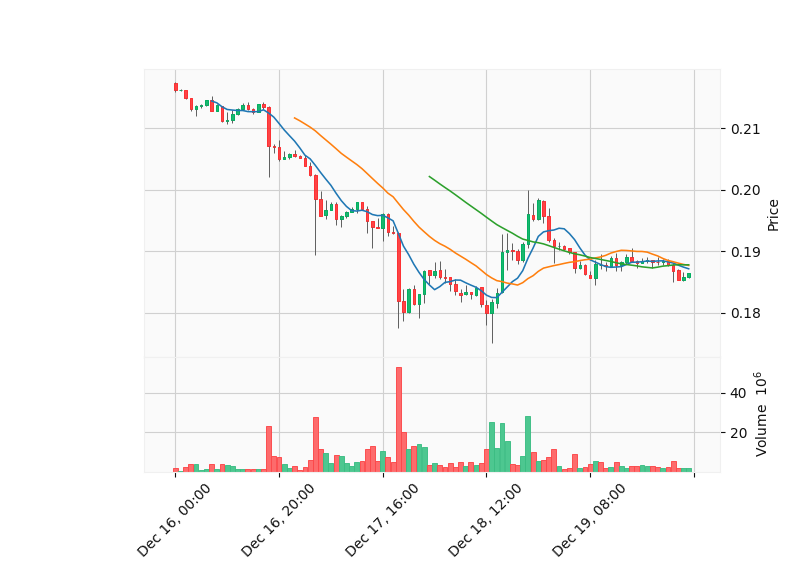 0.21
0.20
0.19
0.18
Price
40
20
Volume 10^6
Dec 16, 00:00
Dec 16, 20:00
Dec 17, 16:00
Dec 18, 12:00
Dec 19, 08:00